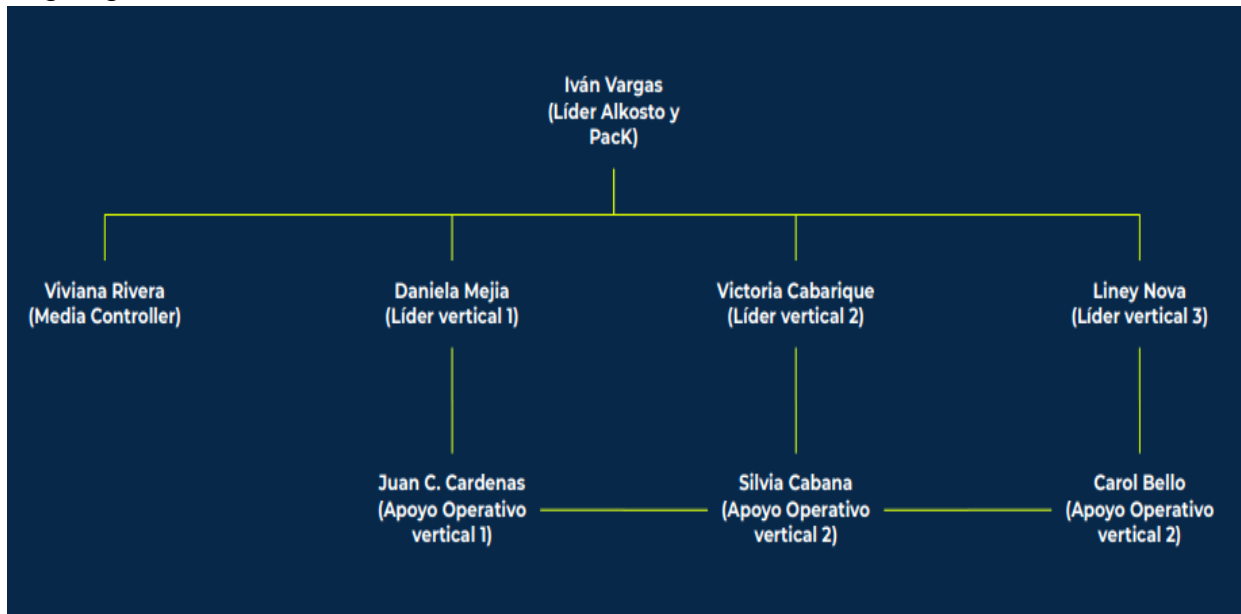 Iván Vargas
(Líder Alkosto y
PacK)
Viviana Rivera
(Media Controller)
Daniela Mejia
(Líder vertical 1)
Victoria Cabarique
(Líder vertical 2)
Liney Nova
(Líder vertical 3)
Juan C. Cardenas
(Apoyo Operativo
vertical 1)
Silvia Cabana
(Apoyo Operativo
vertical 2)
Carol Bello
(Apoyo Operativo
vertical 2)